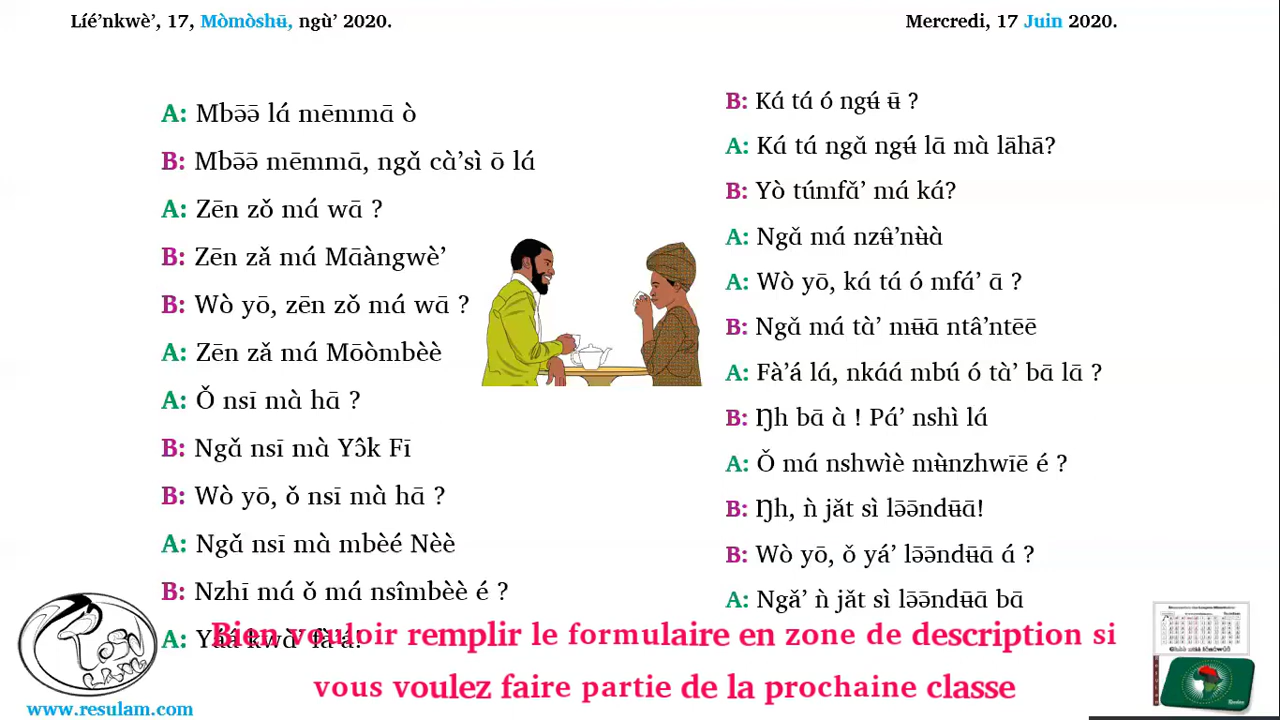 Líé’nkwè’, 17, Mòmòshʉ̄, ngù’ 2020.
Mercredi, 17 Juin 2020.
A: Mbə̄ə̄ lá mēmmā ò
B: Mbə̄ə̄ mēmmā, ngǎ cà’sì ō lá
A: Zēn zǒ má wā ?
B: Zēn zǎ má Māàngwè’
B: Wò yō, zēn zǒ má wā ?
A: Zēn zǎ má Mōòmbèè
A: Ǒ nsī mà hā ?
B: Ngǎ nsī mà Yɔ̂k Fī
B: Wò yō, ǒ nsī mà hā ?
A: Ngǎ nsī mà mbèé Nèè
B: Nzhī má ǒ má nsîmbèè é ?
B: Ká tá ó ngʉ́ ʉ̄ ?
A: Ká tá ngǎ ngʉ́ lā mà lāhā?
B: Yò túmfǎ’ má ká?
A: Ngǎ má nzʉ̂’nʉ̀à
A: Wò yō, ká tá ó mfá’ ā ?
B: Ngǎ má tà’ mʉ̄ā ntâ’ntēē
A: Fà’á lá, nkáá mbú ó tà’ bā lā ?
B: Ŋh bā à ! Pá’ nshì lá
A: Ǒ má nshwìè mʉ̀nzhwīē é ?
B: Ŋh, ǹ jǎt sì lə̄ə̄ndʉ̄ā!
B: Wò yō, ǒ yá’ lə̄ə̄ndʉ̄ā á ?
A: Ngǎ’ ǹ jǎt sì lə̄ə̄ndʉ̄ā bā
Bien vouloir remplir le formulaire en zone de description si
vous voulez faire partie de la prochaine classe
www.resulam.com